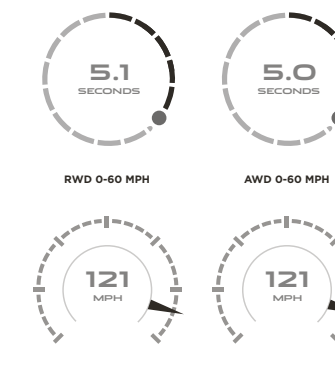 5.1
SECONDS
5.0
SECONDS
RWD 0-60 MPH
AWD 0-60 MPH
121
MPH
121
MPH